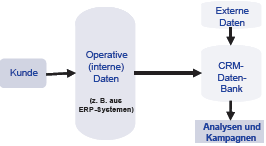 Externe
Daten
Kunde
Operative
(interne)
Daten
(z. B. aus
ERP-Systemen)
CRM-
Daten-
Bank
Analysen und
Kampagnen